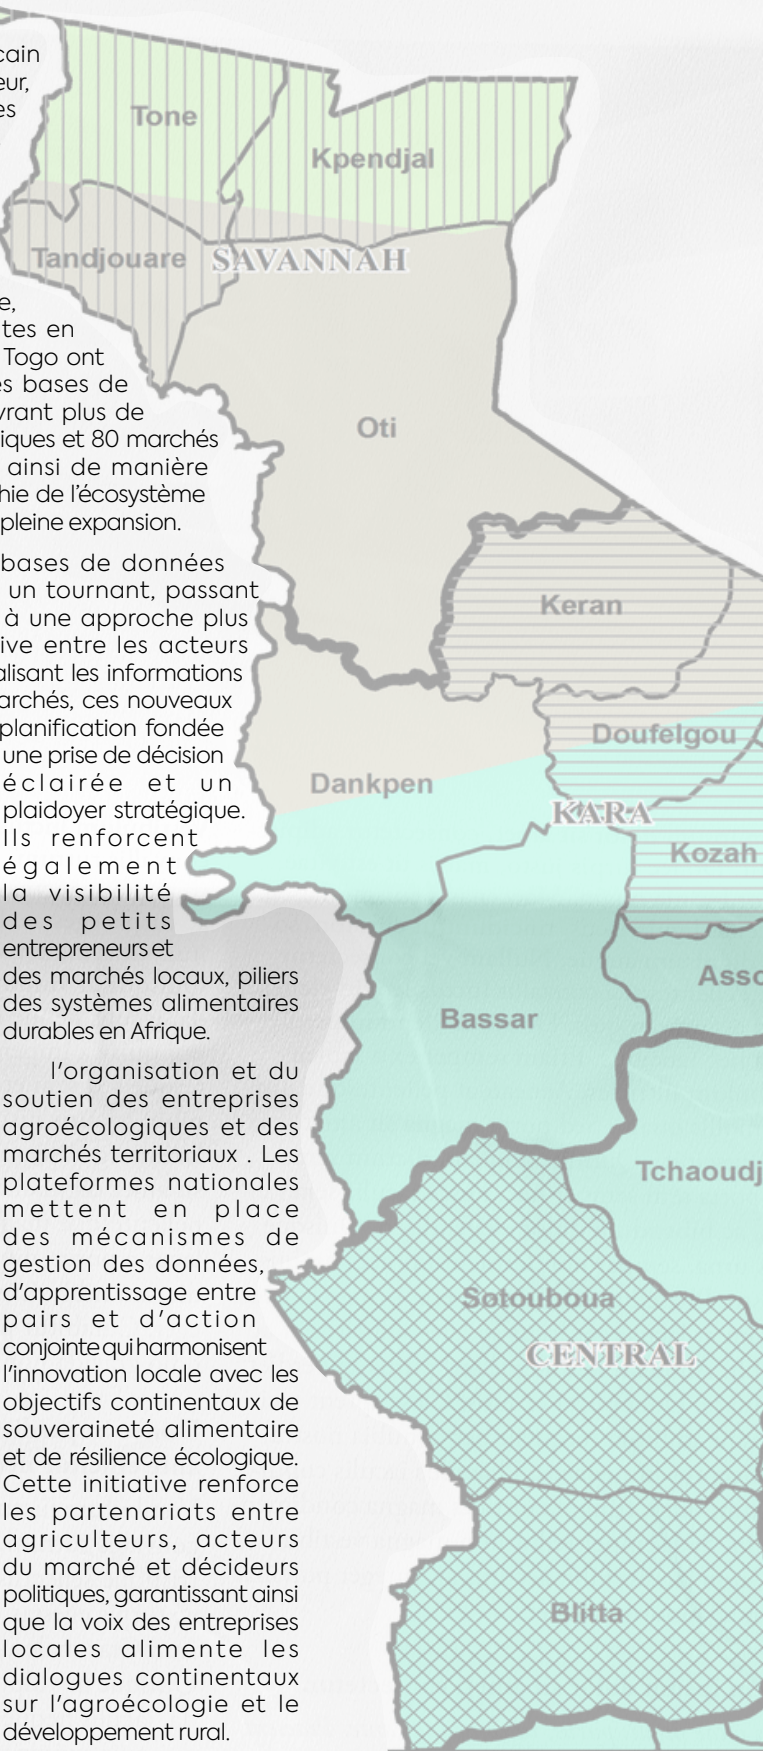 cain
eur,
es
e,
tes en
Togo ont
es bases de
vrant plus de
iques et 80 marchés
ainsi de manière
hie de l’écosystème
pleine expansion.
bases de données
un tournant, passant
à une approche plus
ive entre les acteurs
alisant les informations
archés, ces nouveaux
planification fondée
une prise de décision
éclairée et un
plaidoyer stratégique.
Ils renforcent
également
la visibilité
des petits
entrepreneurs et
des marchés locaux, piliers
des systèmes alimentaires
durables en Afrique.
l'organisation et du
soutien des entreprises
agroécologiques et des
marchés territoriaux . Les
plateformes nationales
mettent en place
des mécanismes de
gestion des données,
d'apprentissage entre
pairs et d'action
conjointe qui harmonisent
l'innovation locale avec les
objectifs continentaux de
souveraineté alimentaire
et de résilience écologique.
Cette initiative renforce
les partenariats entre
agriculteurs, acteurs
du marché et décideurs
politiques, garantissant ainsi
que la voix des entreprises
locales alimente les
dialogues continentaux
sur l'agroécologie et le
développement rural.
Tone
Kpendjal
Tandjouare
SAVANNAH
Oti
Keran
Doufelgou
Dankpen
KARA
Kozah
Asso
Bassar
Tchaoudj
Sotouboua
CENTRAL
Blitta